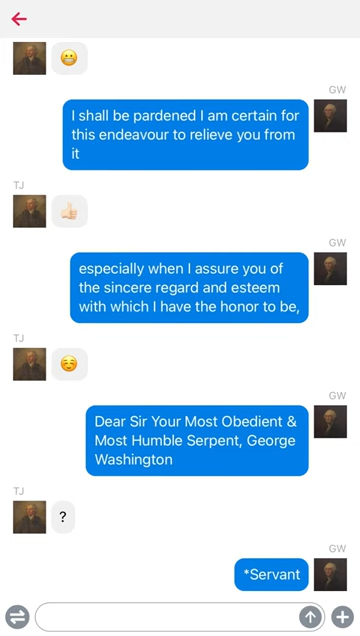 😬
GW
I shall be pardened I am certain for
this endeavour to relieve you from
it
TJ
👍🏻
GW
especially when I assure you of
the sincere regard and esteem
with which I have the honor to be,
TJ
☺️
GW
Dear Sir Your Most Obedient &
Most Humble Serpent, George
Washington
TJ
?
GW
*Servant